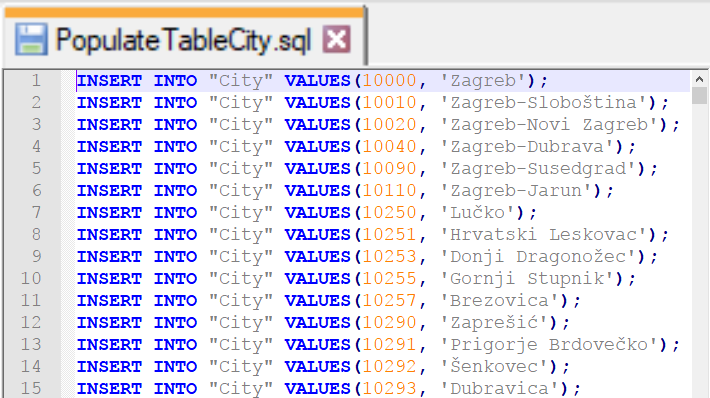 PopulateTableCity.sql
1 INSERT INTO "City" VALUES(10000, 'Zagreb');
2 INSERT INTO "City" VALUES(10010, 'Zagreb-Sloboština');
3 INSERT INTO "City" VALUES(10020, 'Zagreb-Novi Zagreb');
4 INSERT INTO "City" VALUES(10040, 'Zagreb-Dubrava');
5 INSERT INTO "City" VALUES(10090, 'Zagreb-Susedgrad');
6 INSERT INTO "City" VALUES(10110, 'Zagreb-Jarun');
7 INSERT INTO "City" VALUES(10250, 'Lučko');
8 INSERT INTO "City" VALUES(10251, 'Hrvatski Leskovac');
9 INSERT INTO "City" VALUES(10253, 'Donji Dragonožec');
10 INSERT INTO "City" VALUES(10255, 'Gornji Stupnik');
11 INSERT INTO "City" VALUES(10257, 'Brezovica');
12 INSERT INTO "City" VALUES(10290, 'Zaprešić');
13 INSERT INTO "City" VALUES(10291, 'Prigorje Brdovečko');
14 INSERT INTO "City" VALUES(10292, 'Šenkovec');
15 INSERT INTO "City" VALUES(10293, 'Dubravica');